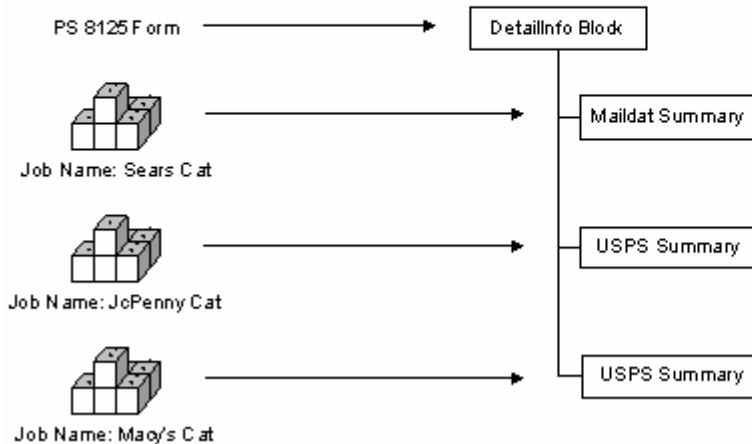 PS 8125 Form
DetailInfo Block
Maildat Summary
Job Name: Sears Cat
USPS Summary
Job Name: JcPenny Cat
USPS Summary
Job Name: Macy's Cat